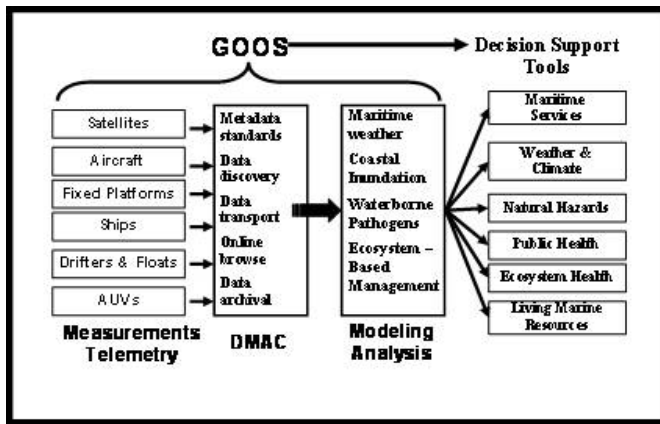 GOOS
Decision Support
Tools
Satellites
Aircraft
Fixed Platforms
Ships
Drifters & Floats
AUVs
Measurements
Telemetry
Metadata
standards
Data
discovery
Data
transport
Online
browse
Data
archival
DMAC
Maritime
weather
Coastal
Inundation
Waterborne
Pathogens
Ecosystem –
Based
Management
Modeling
Analysis
Maritime
Services
Weather &
Climate
Natural Hazards
Public Health
Ecosystem Health
Living Marine
Resources